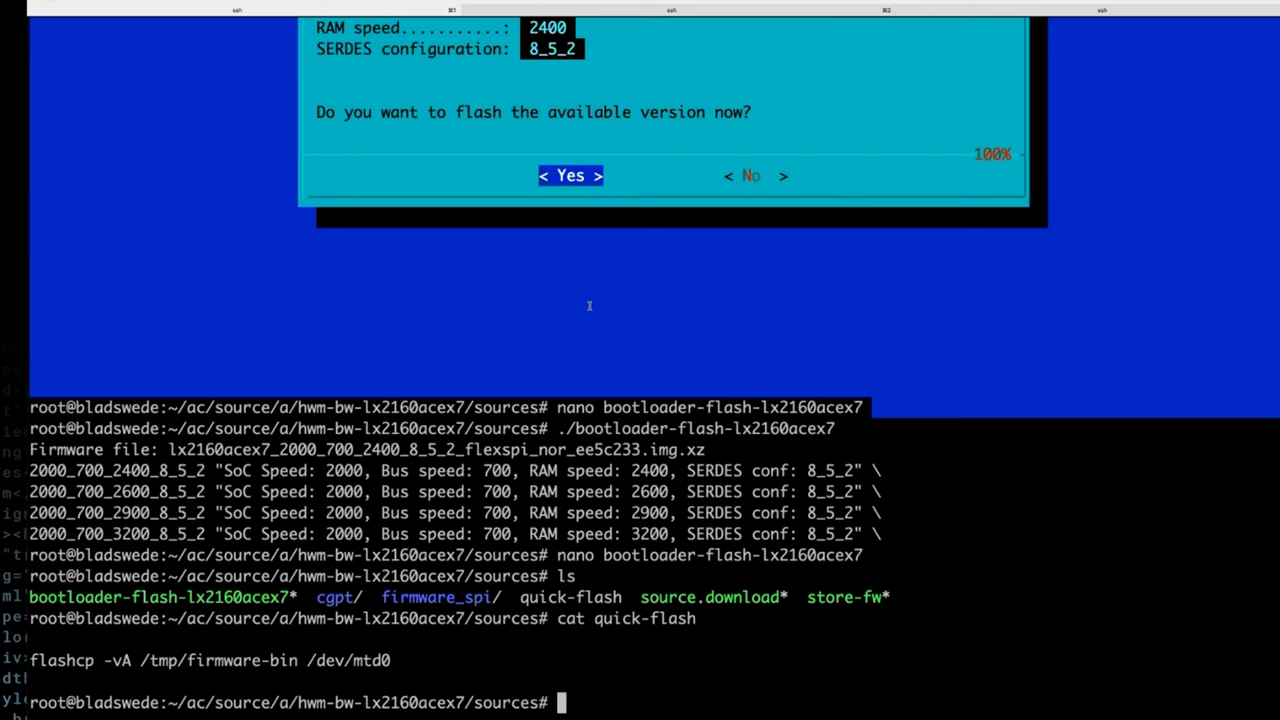 ssh ⌘1 ssh ⌘2 ssh
RAM speed...........: 2400
SERDES configuration: 8_5_2
Do you want to flash the available version now?
100%
< Yes > < No >
root@bladswede:~/ac/source/a/hwm-bw-lx2160acex7/sources# nano bootloader-flash-lx2160acex7
root@bladswede:~/ac/source/a/hwm-bw-lx2160acex7/sources# ./bootloader-flash-lx2160acex7
Firmware file: lx2160acex7_2000_700_2400_8_5_2_flexspi_nor_ee5c233.img.xz
2000_700_2400_8_5_2 "SoC Speed: 2000, Bus speed: 700, RAM speed: 2400, SERDES conf: 8_5_2" \
2000_700_2600_8_5_2 "SoC Speed: 2000, Bus speed: 700, RAM speed: 2600, SERDES conf: 8_5_2" \
2000_700_2900_8_5_2 "SoC Speed: 2000, Bus speed: 700, RAM speed: 2900, SERDES conf: 8_5_2" \
2000_700_3200_8_5_2 "SoC Speed: 2000, Bus speed: 700, RAM speed: 3200, SERDES conf: 8_5_2" \
root@bladswede:~/ac/source/a/hwm-bw-lx2160acex7/sources# nano bootloader-flash-lx2160acex7
root@bladswede:~/ac/source/a/hwm-bw-lx2160acex7/sources# ls
bootloader-flash-lx2160acex7* cgpt/ firmware_spi/ quick-flash source.download* store-fw*
root@bladswede:~/ac/source/a/hwm-bw-lx2160acex7/sources# cat quick-flash
flashcp -vA /tmp/firmware-bin /dev/mtd0
root@bladswede:~/ac/source/a/hwm-bw-lx2160acex7/sources#